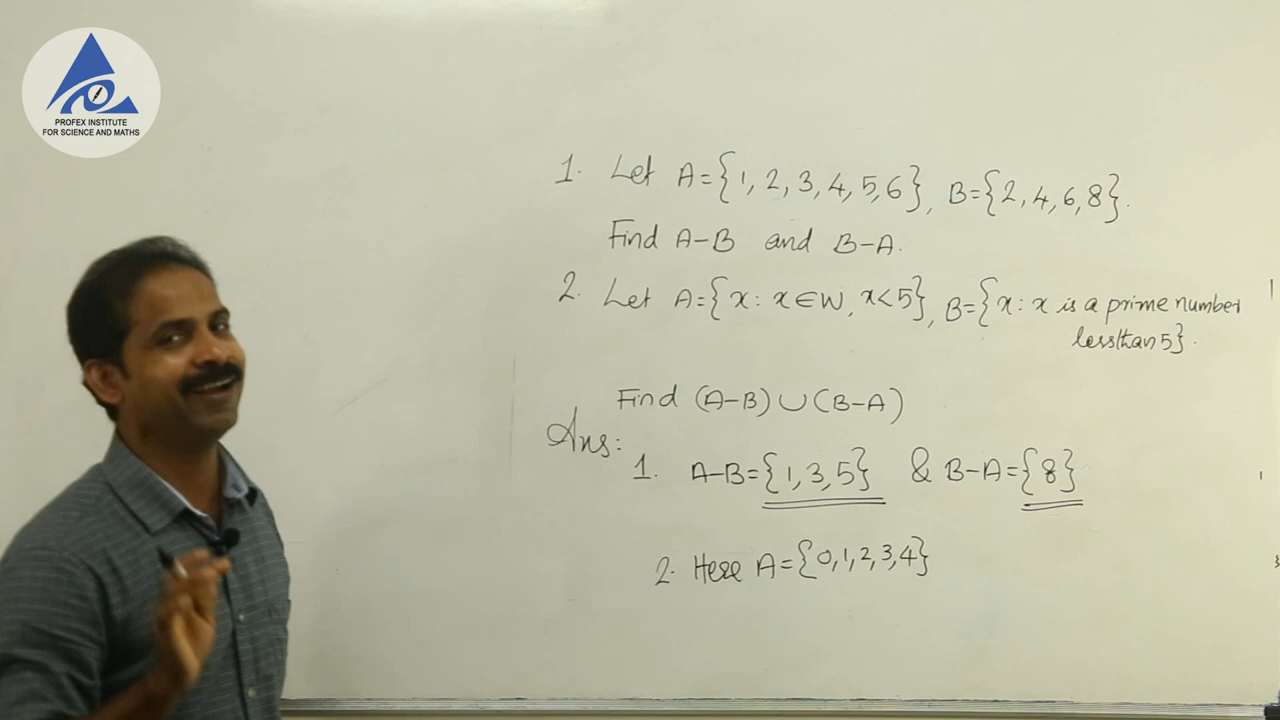 PROFEX INSTITUTE
FOR SCIENCE AND MATHS
1. Let A={1, 2, 3, 4, 5, 6}, B={2, 4, 6, 8}.
Find A-B and B-A.
2. Let A={x: x∈W, x<5}, B={x: x is a prime number
less than 5}.
Find (A-B)∪(B-A)
Ans:
1. A-B={1, 3, 5} & B-A={8}
2. Here A={0, 1, 2, 3, 4}